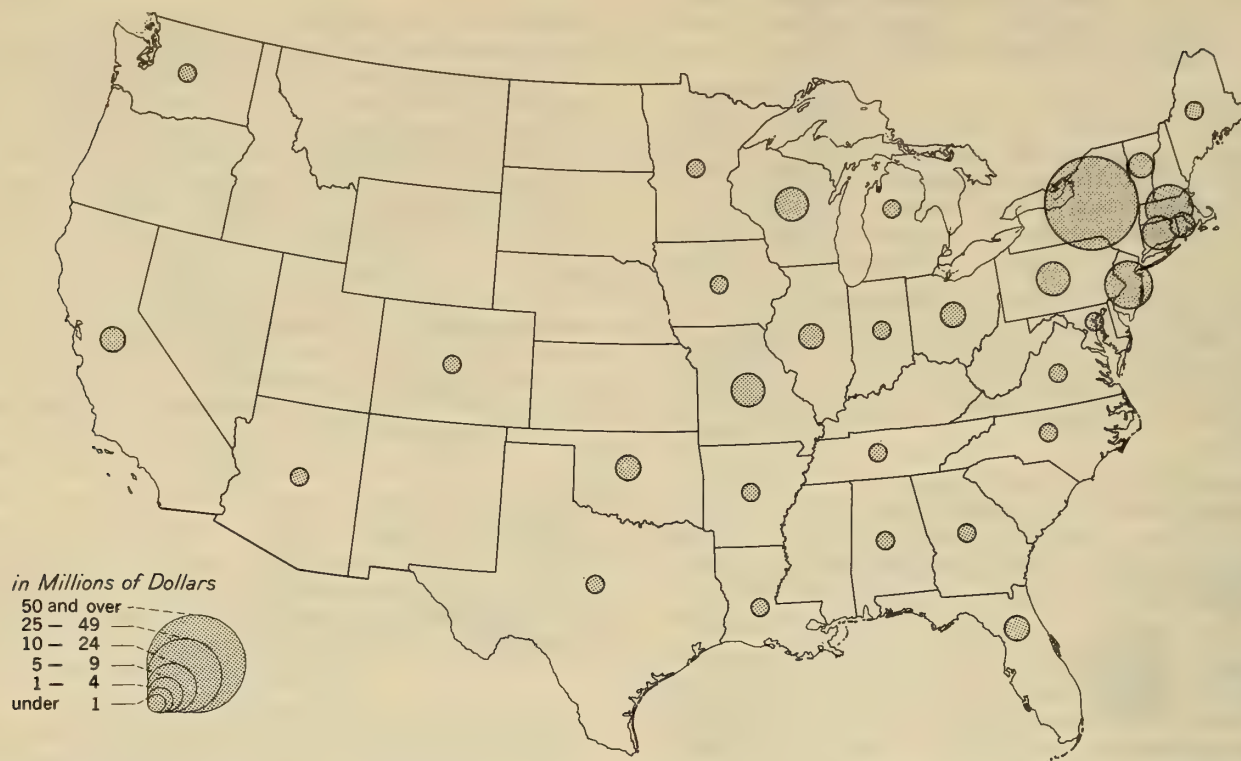 in Millions of Dollars
50 and over
25 – 49
10 – 24
5 – 9
1 – 4
under 1